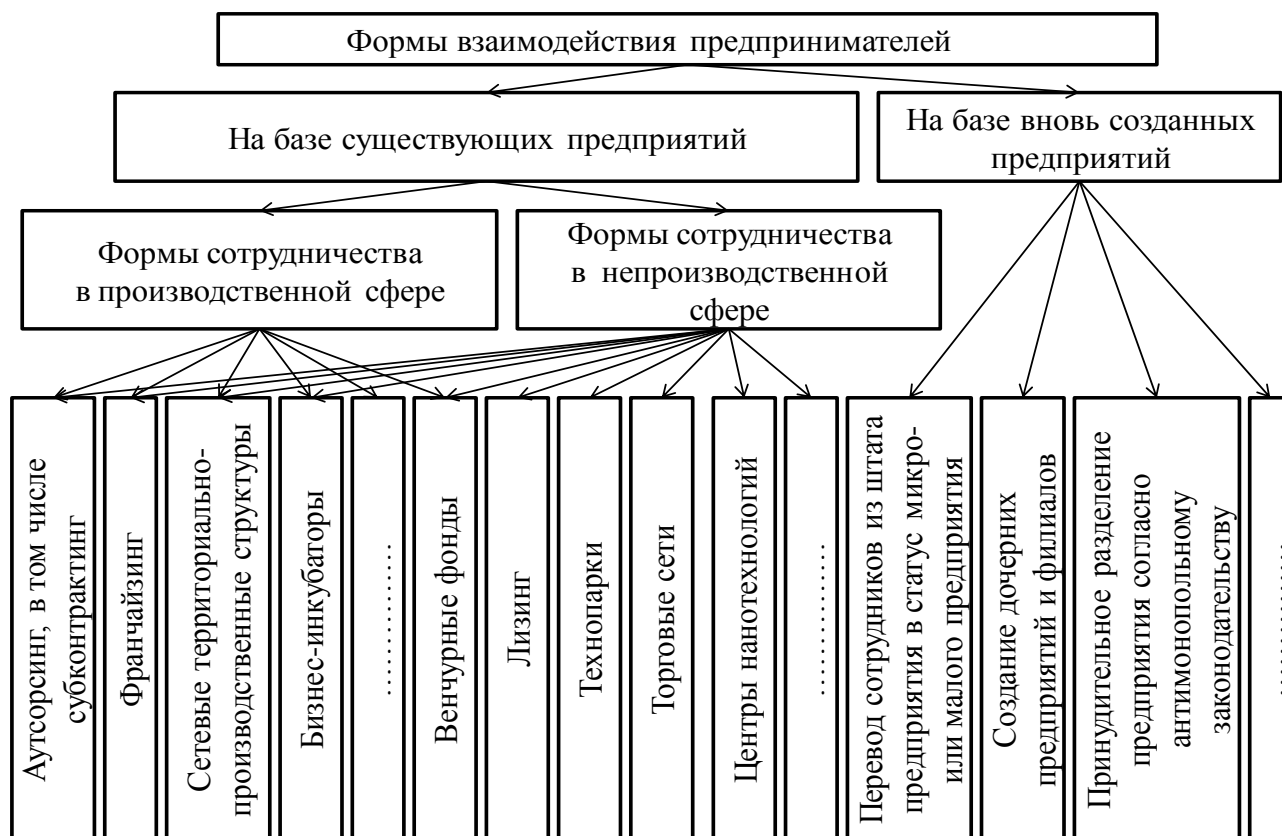 Формы взаимодействия предпринимателей
На базе существующих предприятий
На базе вновь созданных
предприятий
Формы сотрудничества
в производственной сфере
Формы сотрудничества
в непроизводственной
сфере
Аутсорсинг, в том числе
субконтрактинг
Франчайзинг
Сетевые территориально-
производственные структуры
Бизнес-инкубаторы
………………
Венчурные фонды
Лизинг
Технопарки
Торговые сети
Центры нанотехнологий
………………
Перевод сотрудников из штата
предприятия в статус микро-
или малого предприятия
Создание дочерних
предприятий и филиалов
Принудительное разделение
предприятия согласно
антимонопольному
законодательству